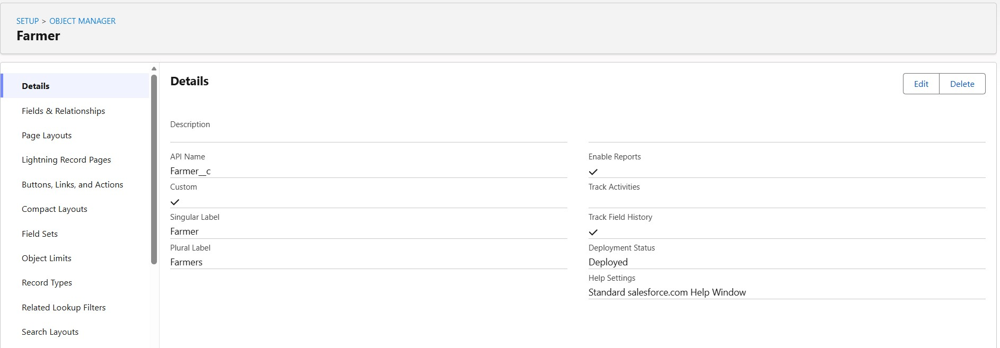 SETUP > OBJECT MANAGER
Farmer
Details
Fields & Relationships
Page Layouts
Lightning Record Pages
Buttons, Links, and Actions
Compact Layouts
Field Sets
Object Limits
Record Types
Related Lookup Filters
Search Layouts
Details
Edit
Delete
Description
API Name
Farmer__c
Custom
Singular Label
Farmer
Plural Label
Farmers
Enable Reports
Track Activities
Track Field History
Deployment Status
Deployed
Help Settings
Standard salesforce.com Help Window